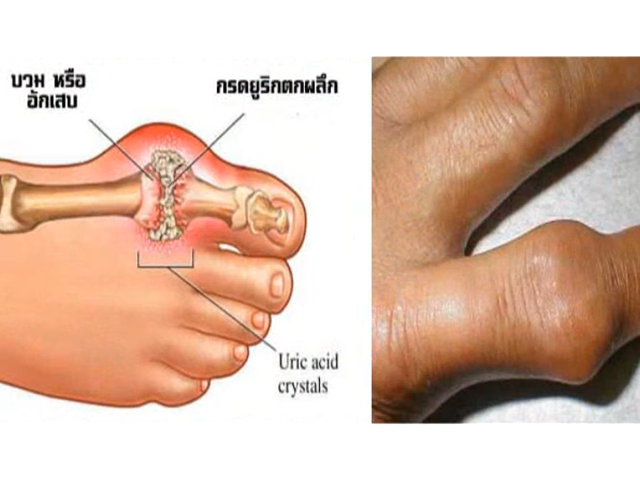 บวม หรือ
อักเสบ
กรดยูริกตกผลึก
Uric acid
crystals